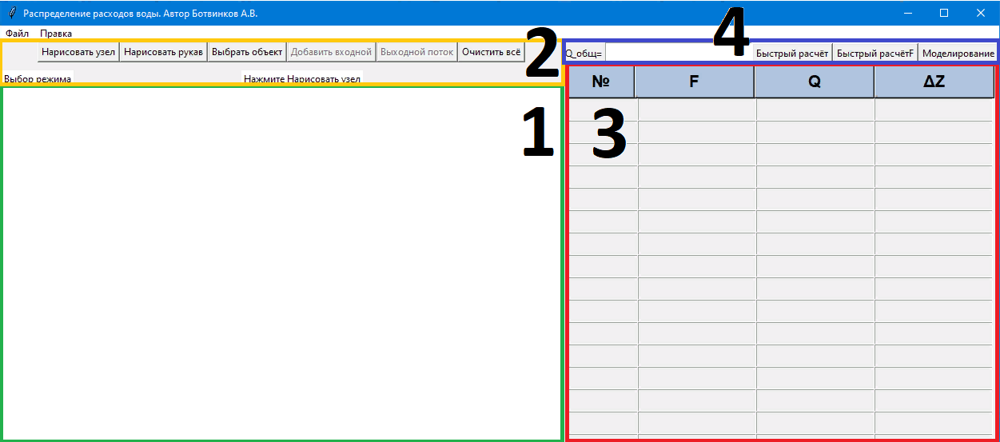 Распределение расходов воды. Автор Ботвинков А.В.
Файл Правка
Нарисовать узел Нарисовать рукав Выбрать объект Добавить входной Выходной поток Очистить всё
2
Q_общ=
4
Быстрый расчёт Быстрый расчётF Моделирование
Выбор режима Нажмите Нарисовать узел
№ F Q ΔZ
1
3